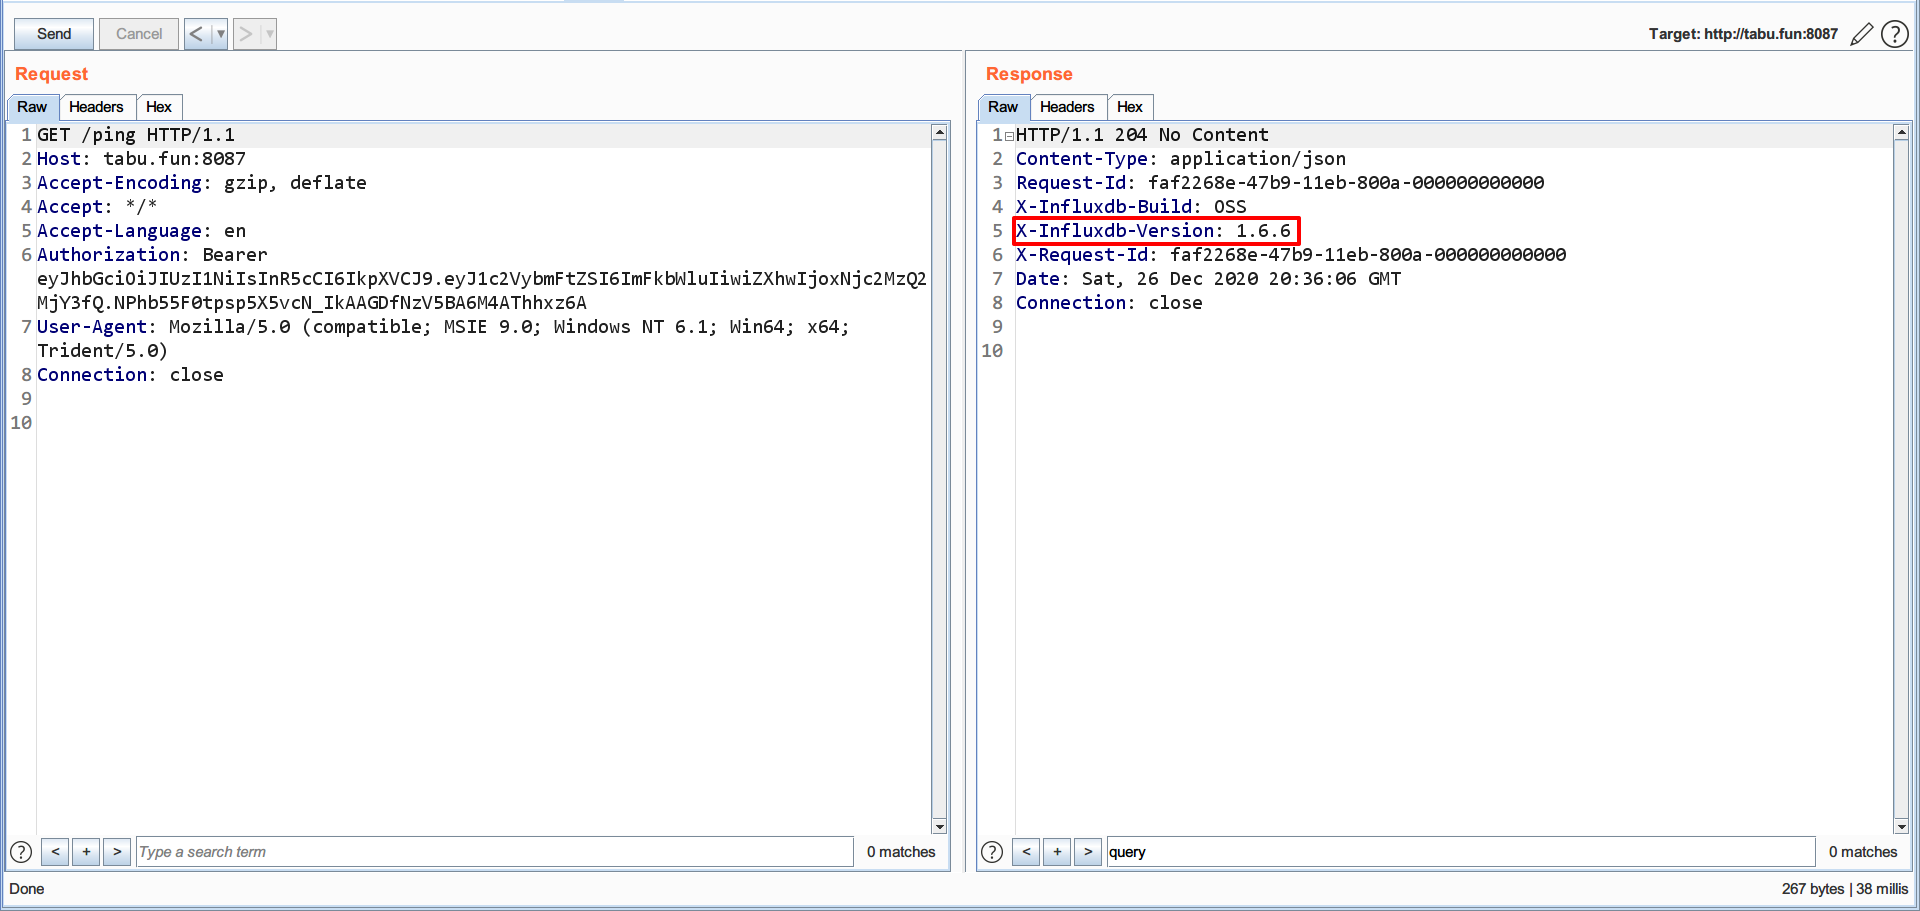 Send Cancel < ▾ > ▾ Target: http://tabu.fun:8087 ?
Request
Raw Headers Hex
1 GET /ping HTTP/1.1
2 Host: tabu.fun:8087
3 Accept-Encoding: gzip, deflate
4 Accept: */*
5 Accept-Language: en
6 Authorization: Bearer
eyJhbGciOiJIUzI1NiIsInR5cCI6IkpXVCJ9.eyJ1c2VybmFtZSI6ImFkbWluIiwiZXhwIjoxNjc2MzQ2
MjY3fQ.NPhb55F0tpsp5X5vcN_IkAAGDfNzV5BA6M4AThhxz6A
7 User-Agent: Mozilla/5.0 (compatible; MSIE 9.0; Windows NT 6.1; Win64; x64;
Trident/5.0)
8 Connection: close
9
10
? < + > Type a search term 0 matches
Response
Raw Headers Hex
1 HTTP/1.1 204 No Content
2 Content-Type: application/json
3 Request-Id: faf2268e-47b9-11eb-800a-000000000000
4 X-Influxdb-Build: OSS
5 X-Influxdb-Version: 1.6.6
6 X-Request-Id: faf2268e-47b9-11eb-800a-000000000000
7 Date: Sat, 26 Dec 2020 20:36:06 GMT
8 Connection: close
9
10
? < + > query 0 matches
Done 267 bytes | 38 millis